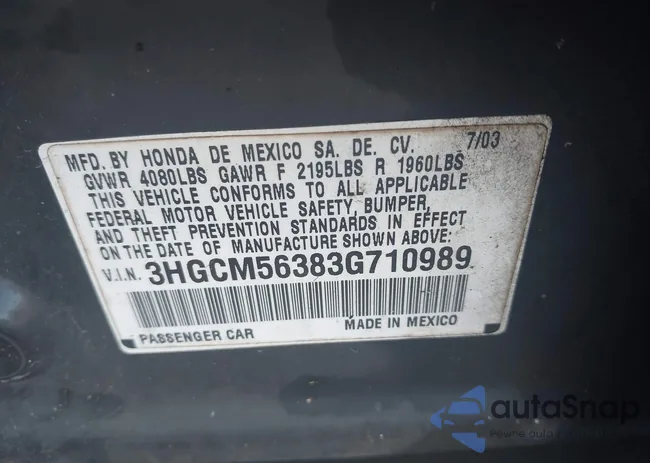 MFD. BY HONDA DE MEXICO SA. DE. CV. 7/03
GVWR 4080LBS GAWR F 2195LBS R 1960LBS
THIS VEHICLE CONFORMS TO ALL APPLICABLE
FEDERAL MOTOR VEHICLE SAFETY BUMPER,
AND THEFT PREVENTION STANDARDS IN EFFECT
ON THE DATE OF MANUFACTURE SHOWN ABOVE.
V.I.N. 3HGCM56383G710989
PASSENGER CAR MADE IN MEXICO
autoSnap
Pewne auto